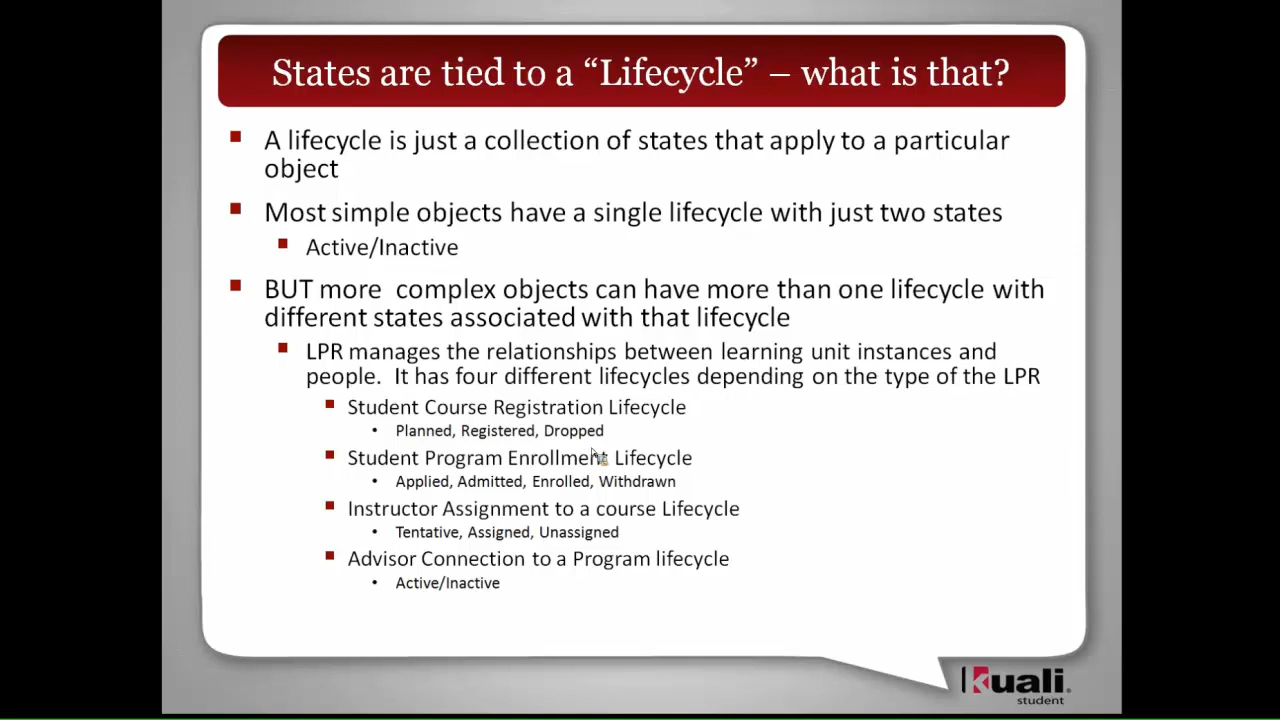 States are tied to a “Lifecycle” – what is that?
A lifecycle is just a collection of states that apply to a particular
object
Most simple objects have a single lifecycle with just two states
Active/Inactive
BUT more  complex objects can have more than one lifecycle with
different states associated with that lifecycle
LPR manages the relationships between learning unit instances and
people.  It has four different lifecycles depending on the type of the LPR
Student Course Registration Lifecycle
Planned, Registered, Dropped
Student Program Enrollment Lifecycle
Applied, Admitted, Enrolled, Withdrawn
Instructor Assignment to a course Lifecycle
Tentative, Assigned, Unassigned
Advisor Connection to a Program lifecycle
Active/Inactive
Kuali
student